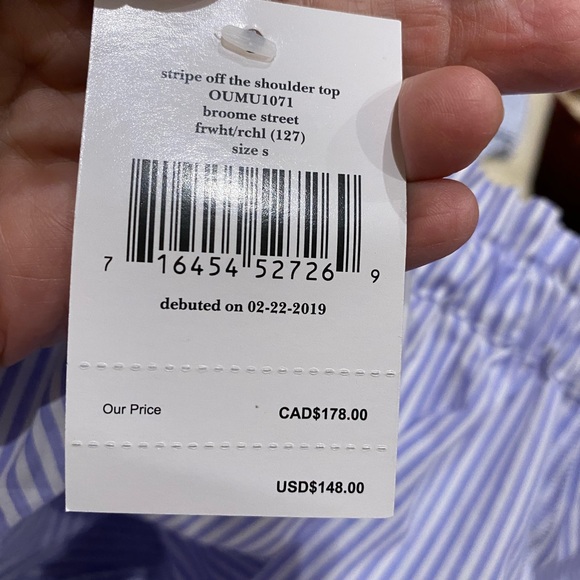 stripe off the shoulder top
OUMU1071
broome street
frwht/rchl (127)
size s
7 16454 52726 9
debuted on 02-22-2019
Our Price CAD$178.00
USD$148.00